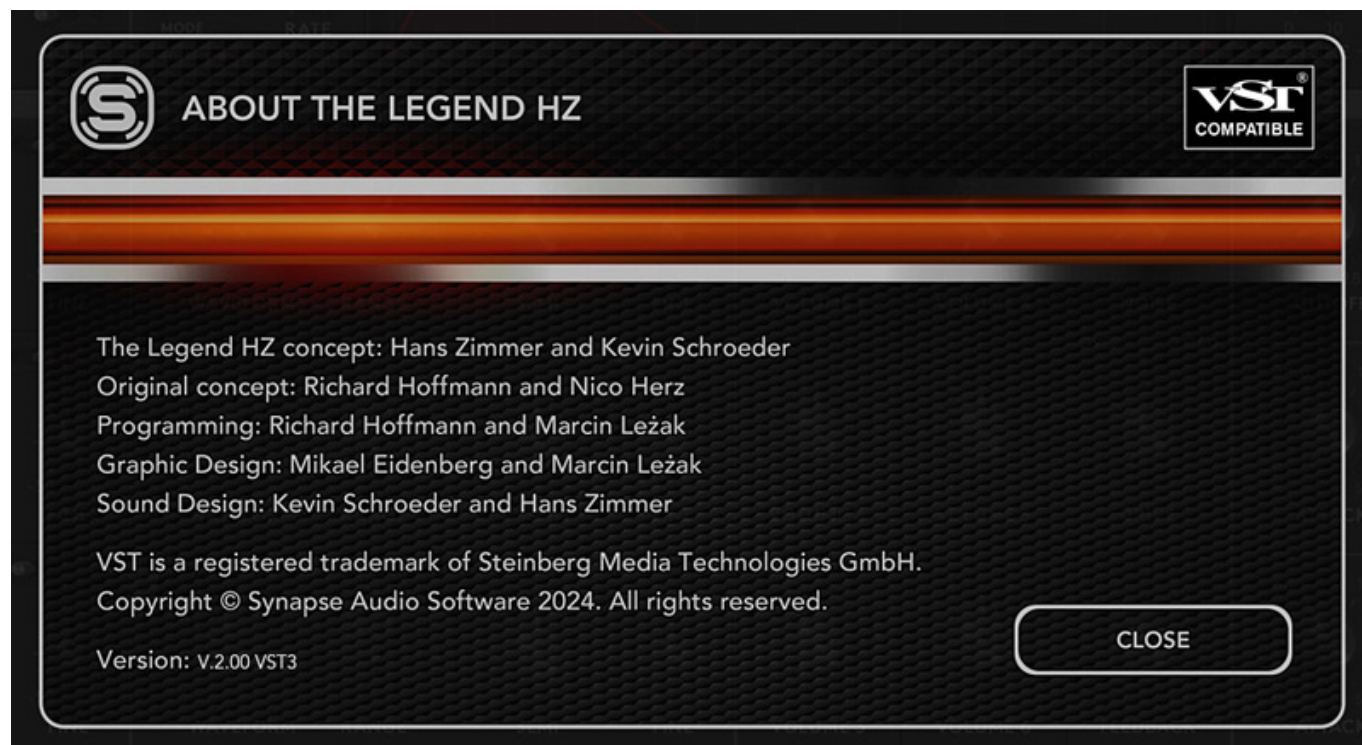 MODE RATE
S ABOUT THE LEGEND HZ
VST®
COMPATIBLE
The Legend HZ concept: Hans Zimmer and Kevin Schroeder
Original concept: Richard Hoffmann and Nico Herz
Programming: Richard Hoffmann and Marcin Leżak
Graphic Design: Mikael Eidenberg and Marcin Leżak
Sound Design: Kevin Schroeder and Hans Zimmer
VST is a registered trademark of Steinberg Media Technologies GmbH.
Copyright © Synapse Audio Software 2024. All rights reserved.
CLOSE
Version: V.2.00 VST3